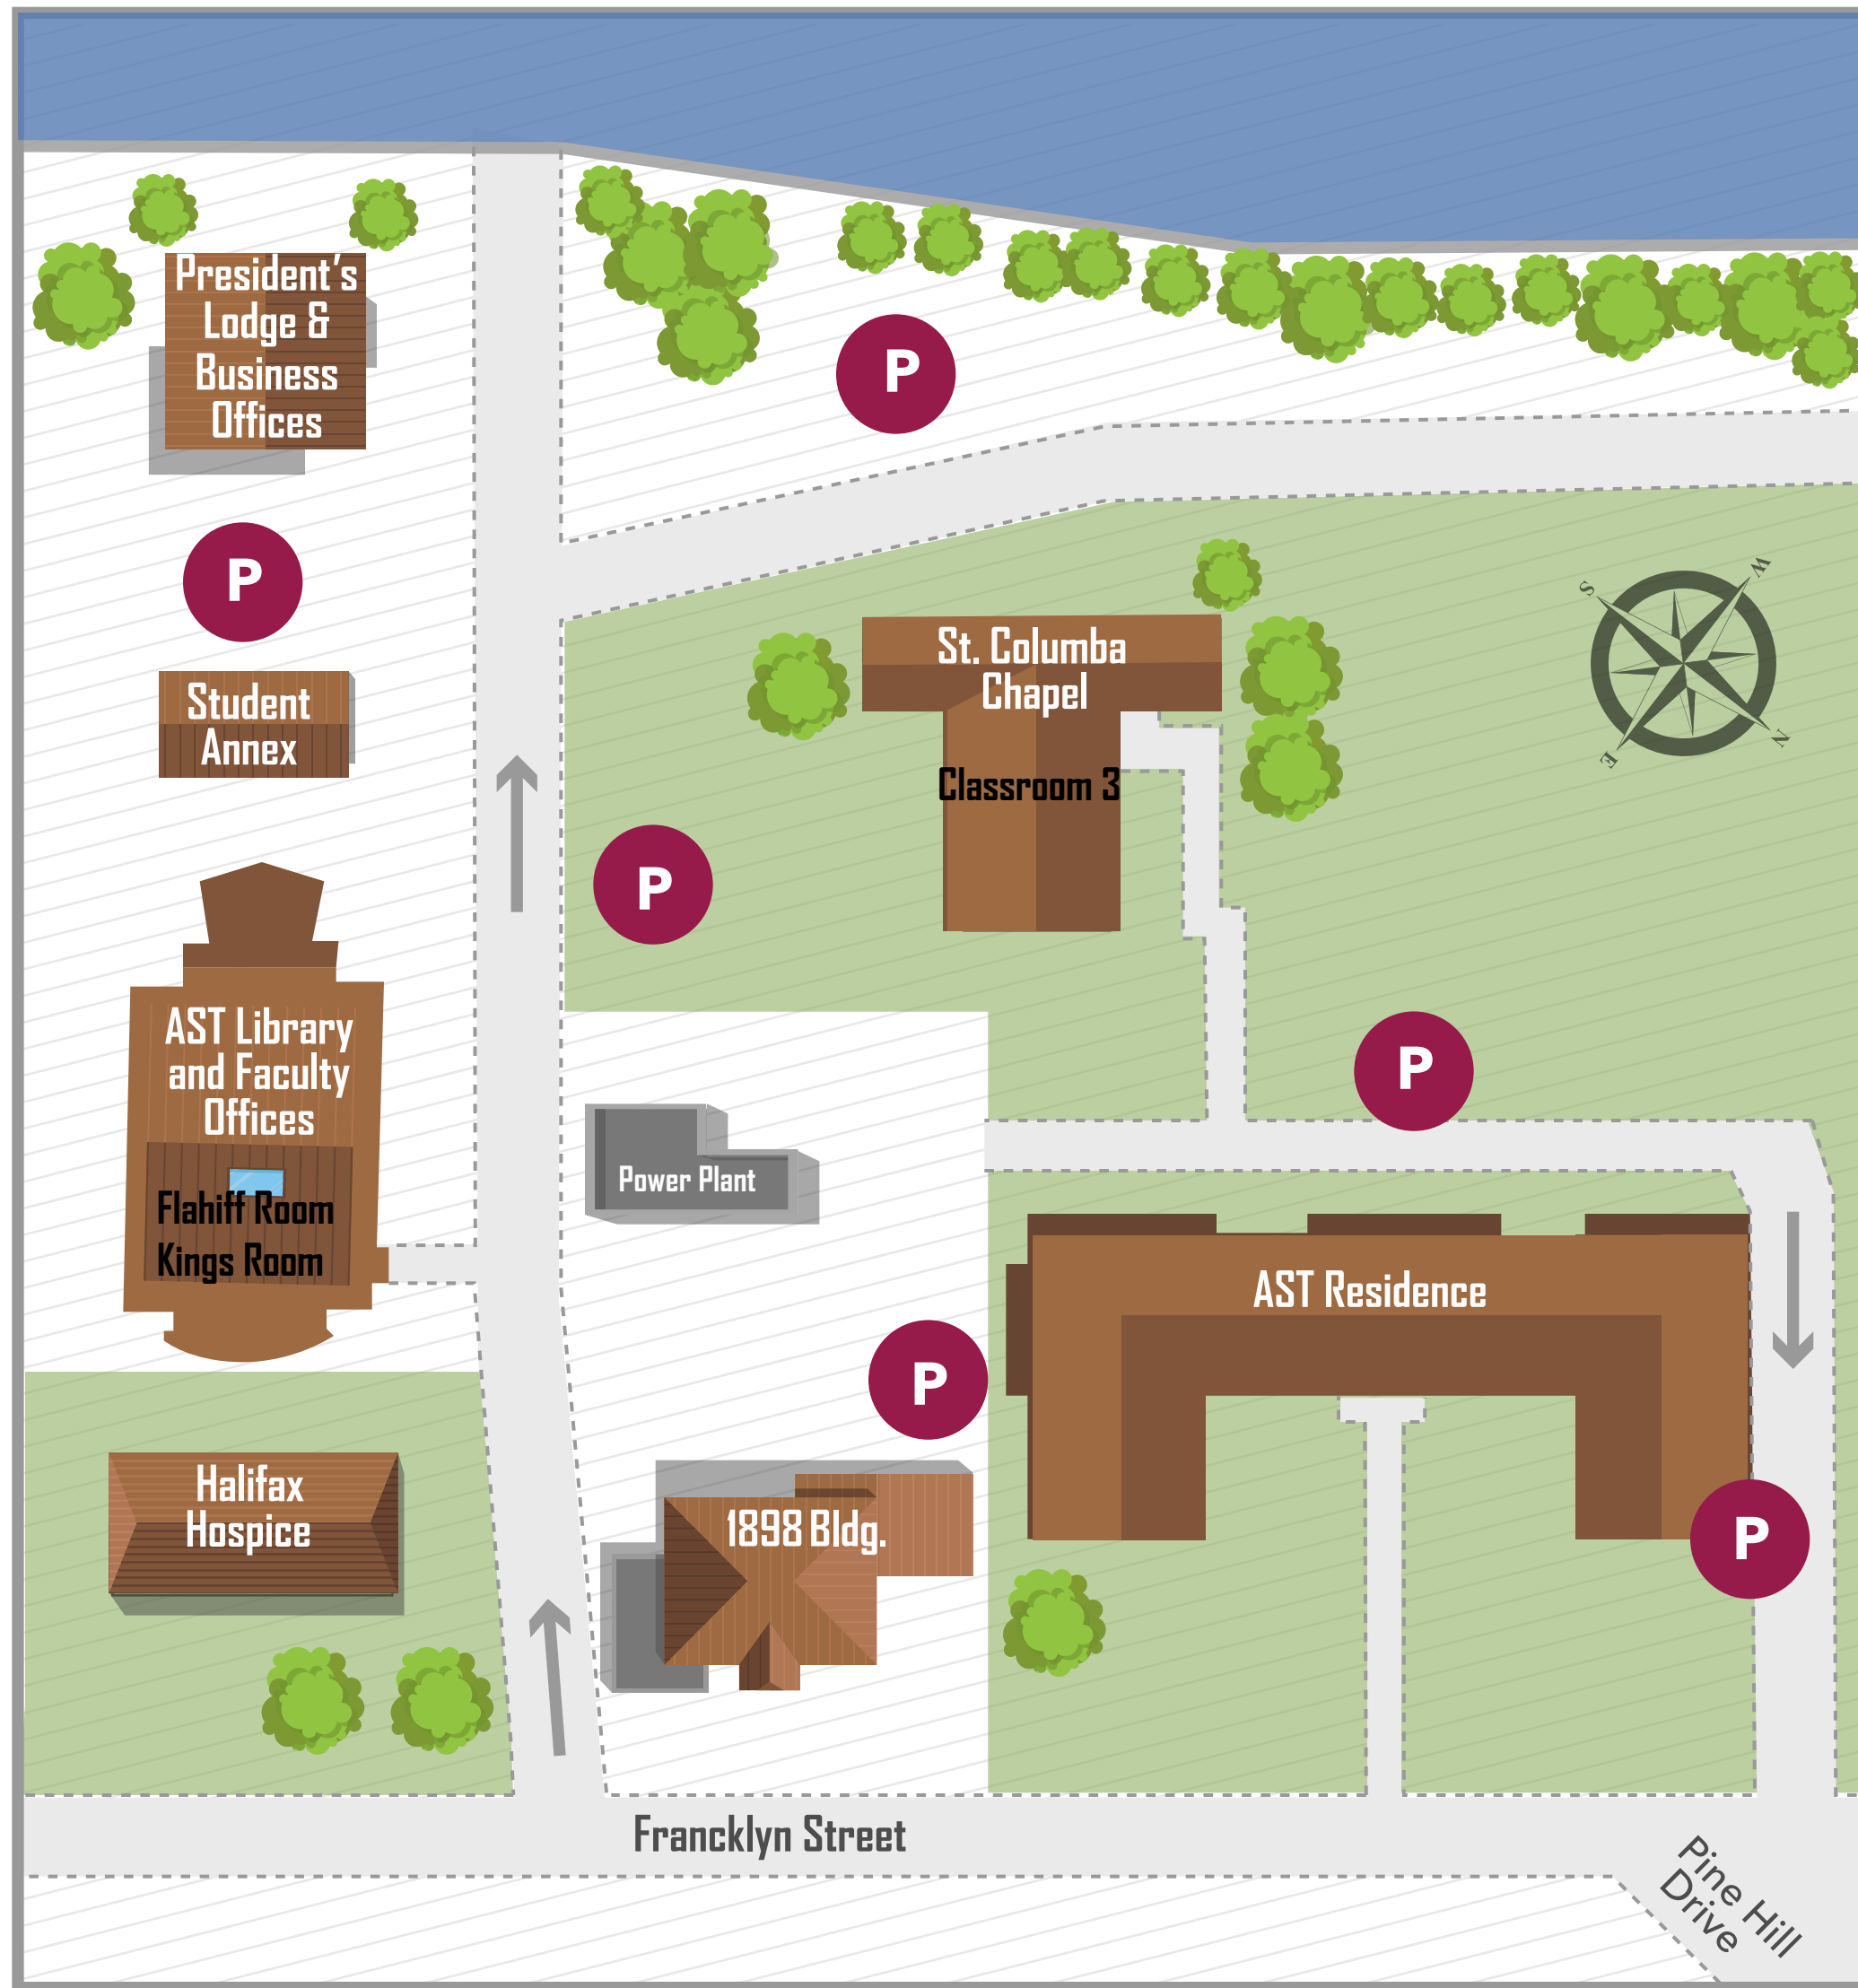 President's
Lodge &
Business
Offices
P
P
St. Columba
Chapel
Classroom 3
W
S
N
E
Student
Annex
P
AST Library
and Faculty
Offices
Flahiff Room
Kings Room
Power Plant
P
AST Residence
P
Halifax
Hospice
1898 Bldg.
P
Francklyn Street
Pine Hill
Drive